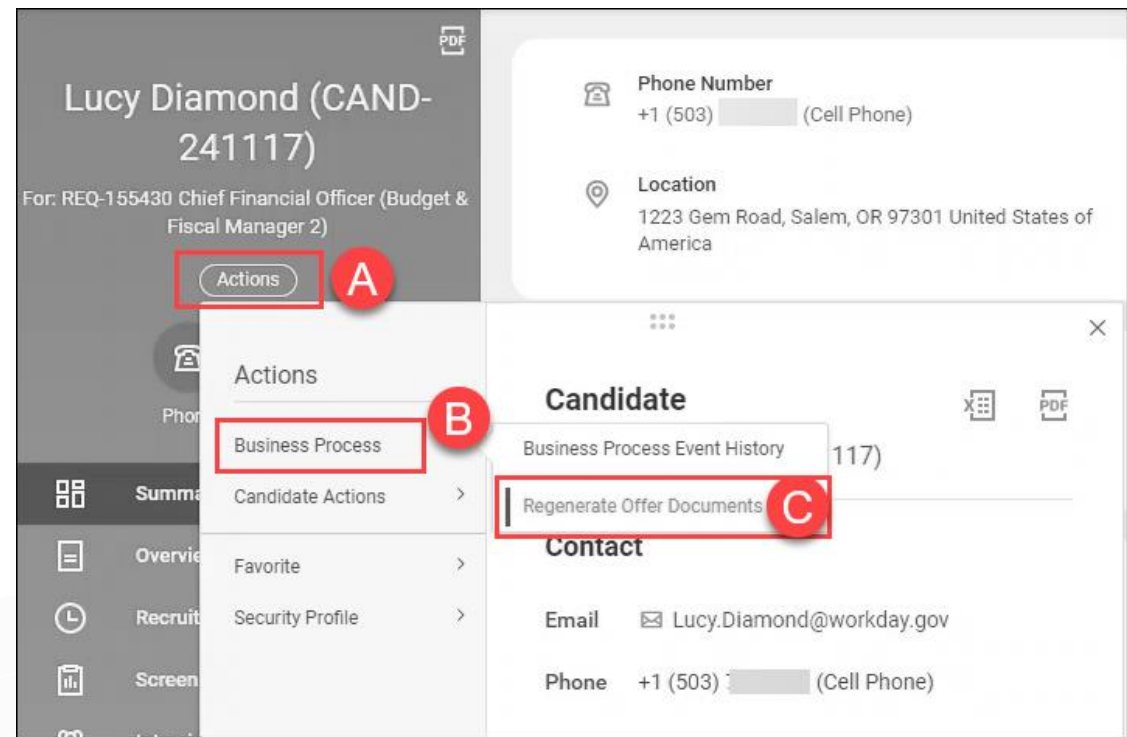 PDF
Lucy Diamond (CAND-
241117)
For: REQ-155430 Chief Financial Officer (Budget &
Fiscal Manager 2)
Actions
A
Phone Number
+1 (503) (Cell Phone)
Location
1223 Gem Road, Salem, OR 97301 United States of
America
Actions
B
Business Process
Candidate Actions
Favorite
Security Profile
Candidate
X
PDF
Business Process Event History
117)
Regenerate Offer Documents
C
Contact
Email Lucy.Diamond@workday.gov
Phone +1 (503) (Cell Phone)
Phon
Summa
Overvie
Recruit
Screen